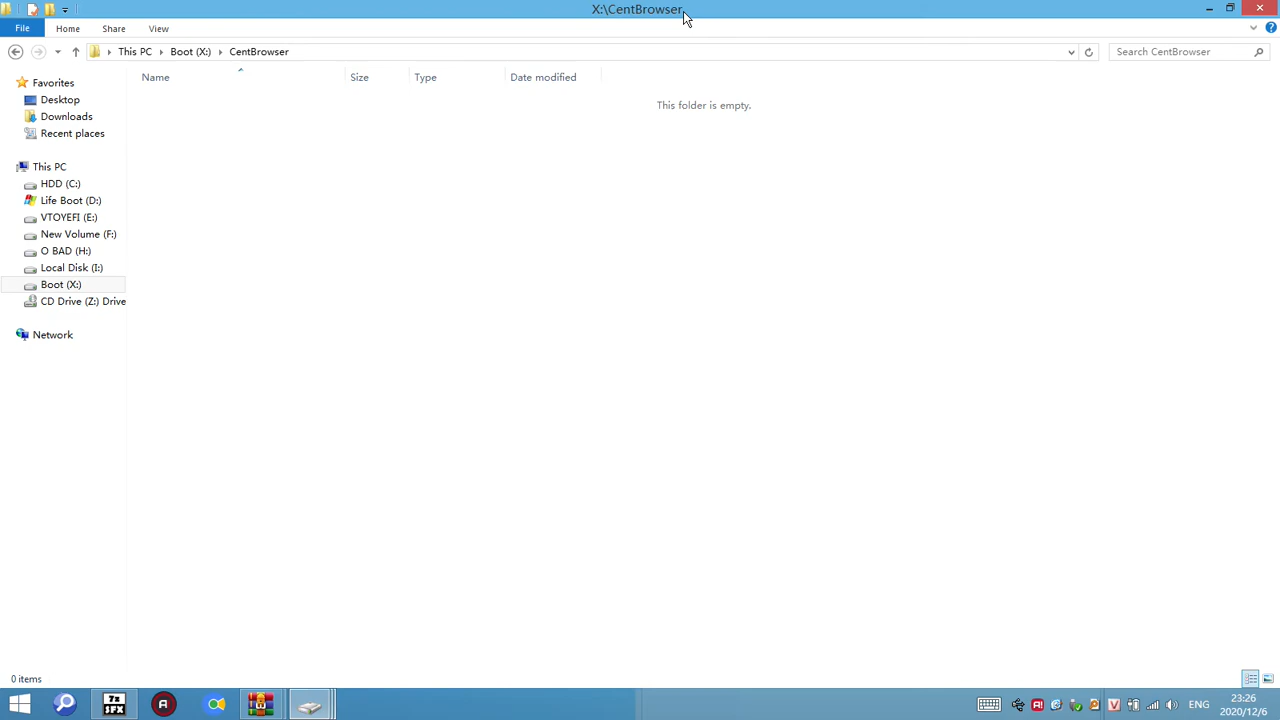 X:\CentBrowser
File Home Share View
This PC Boot (X:) CentBrowser Search CentBrowser
Name Size Type Date modified
This folder is empty.
Favorites
Desktop
Downloads
Recent places
This PC
HDD (C:)
Life Boot (D:)
VTOYEFI (E:)
New Volume (F:)
O BAD (H:)
Local Disk (I:)
Boot (X:)
CD Drive (Z:) Drive
Network
0 items
7z
SFX
ENG
23:26
2020/12/6